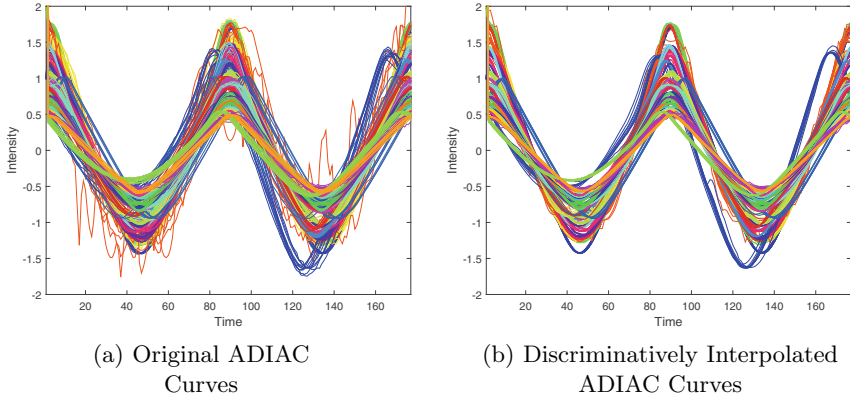 2
1.5
1
0.5
0
-0.5
-1
-1.5
-2
Intensity
20 40 60 80 100 120 140 160
Time
2
1.5
1
0.5
0
-0.5
-1
-1.5
-2
Intensity
20 40 60 80 100 120 140 160
Time
(a) Original ADIAC
Curves
(b) Discriminatively Interpolated
ADIAC Curves